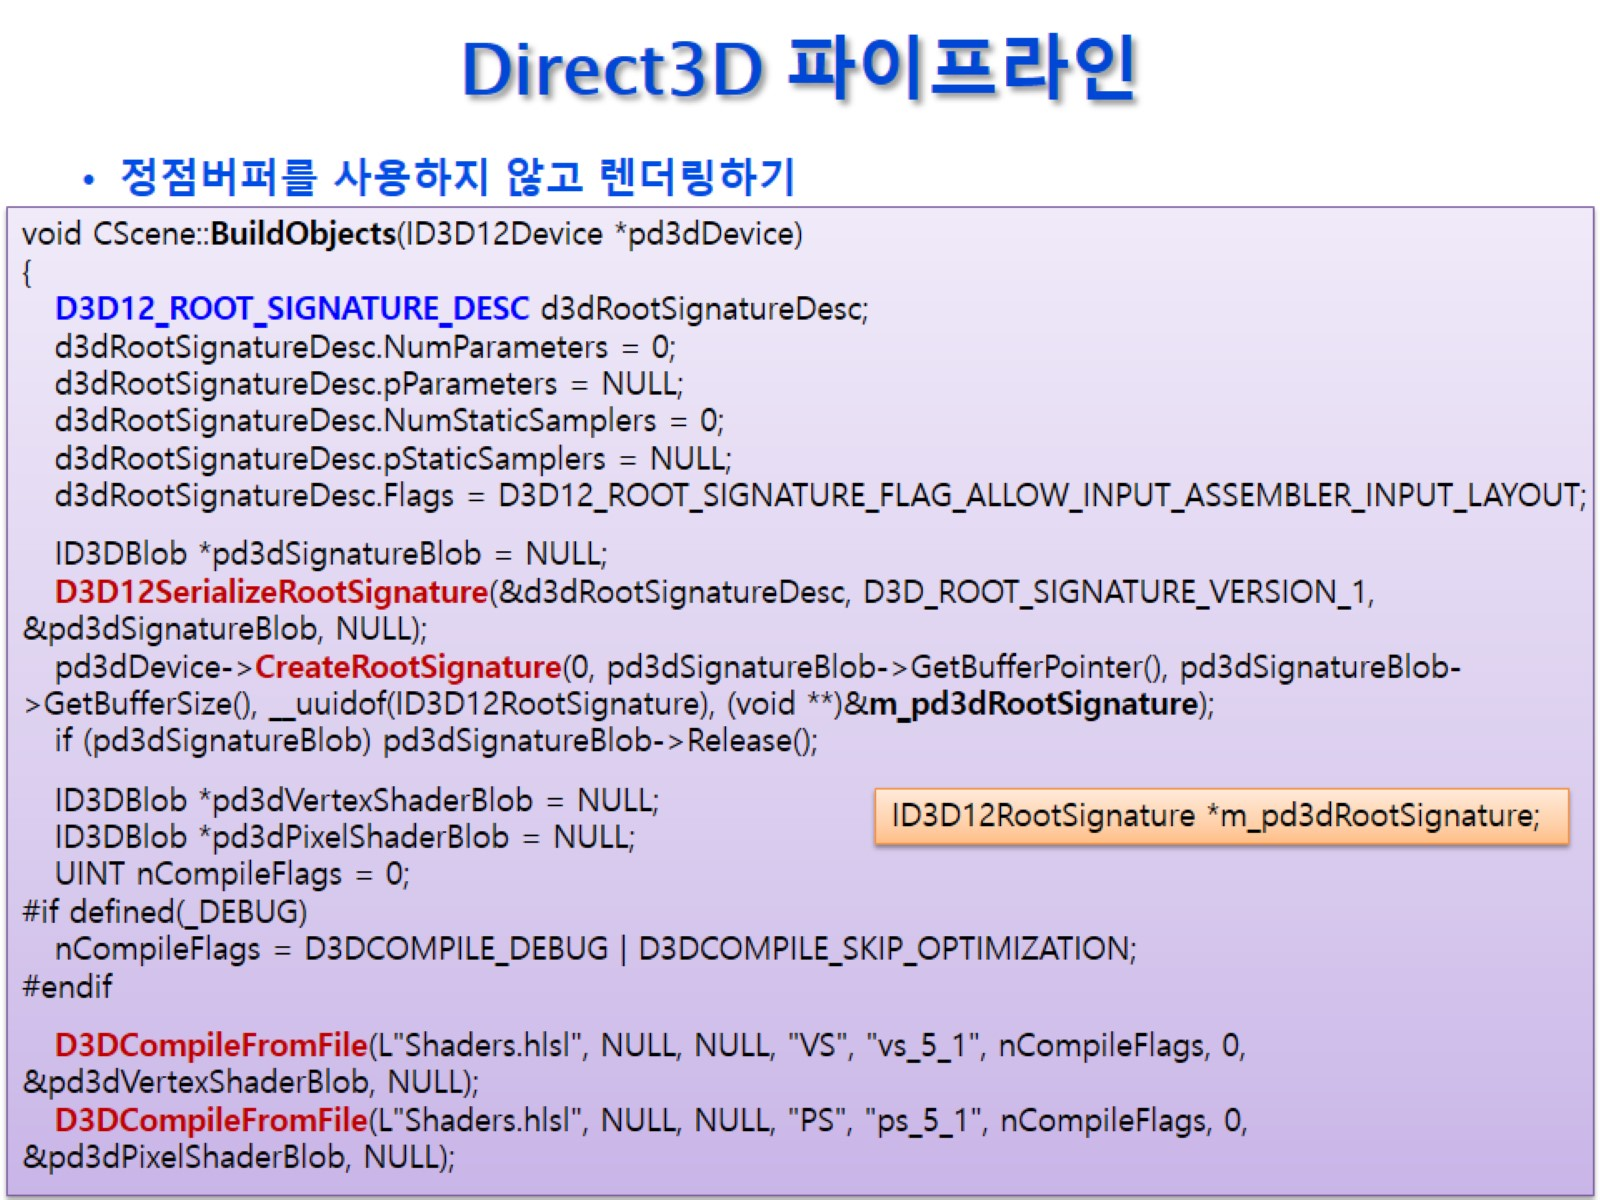 Direct3D 파이프라인
• 정점버퍼를 사용하지 않고 렌더링하기
void CScene::BuildObjects(ID3D12Device *pd3dDevice)
{
D3D12_ROOT_SIGNATURE_DESC d3dRootSignatureDesc;
d3dRootSignatureDesc.NumParameters = 0;
d3dRootSignatureDesc.pParameters = NULL;
d3dRootSignatureDesc.NumStaticSamplers = 0;
d3dRootSignatureDesc.pStaticSamplers = NULL;
d3dRootSignatureDesc.Flags = D3D12_ROOT_SIGNATURE_FLAG_ALLOW_INPUT_ASSEMBLER_INPUT_LAYOUT;
ID3DBlob *pd3dSignatureBlob = NULL;
D3D12SerializeRootSignature(&d3dRootSignatureDesc, D3D_ROOT_SIGNATURE_VERSION_1,
&pd3dSignatureBlob, NULL);
pd3dDevice->CreateRootSignature(0, pd3dSignatureBlob->GetBufferPointer(), pd3dSignatureBlob-
>GetBufferSize(), __uuidof(ID3D12RootSignature), (void **)&m_pd3dRootSignature);
if (pd3dSignatureBlob) pd3dSignatureBlob->Release();
ID3DBlob *pd3dVertexShaderBlob = NULL;
ID3D12RootSignature *m_pd3dRootSignature;
ID3DBlob *pd3dPixelShaderBlob = NULL;
UINT nCompileFlags = 0;
#if defined(_DEBUG)
nCompileFlags = D3DCOMPILE_DEBUG | D3DCOMPILE_SKIP_OPTIMIZATION;
#endif
D3DCompileFromFile(L"Shaders.hlsl", NULL, NULL, "VS", "vs_5_1", nCompileFlags, 0,
&pd3dVertexShaderBlob, NULL);
D3DCompileFromFile(L"Shaders.hlsl", NULL, NULL, "PS", "ps_5_1", nCompileFlags, 0,
&pd3dPixelShaderBlob, NULL);